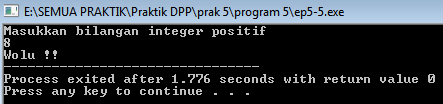 E:\SEMUA PRAKTIK\Praktik DPP\prak 5\program 5\ep5-5.exe
Masukkan bilangan integer positif
8
Wolu !!
--------------------------------
Process exited after 1.776 seconds with return value 0
Press any key to continue . . .